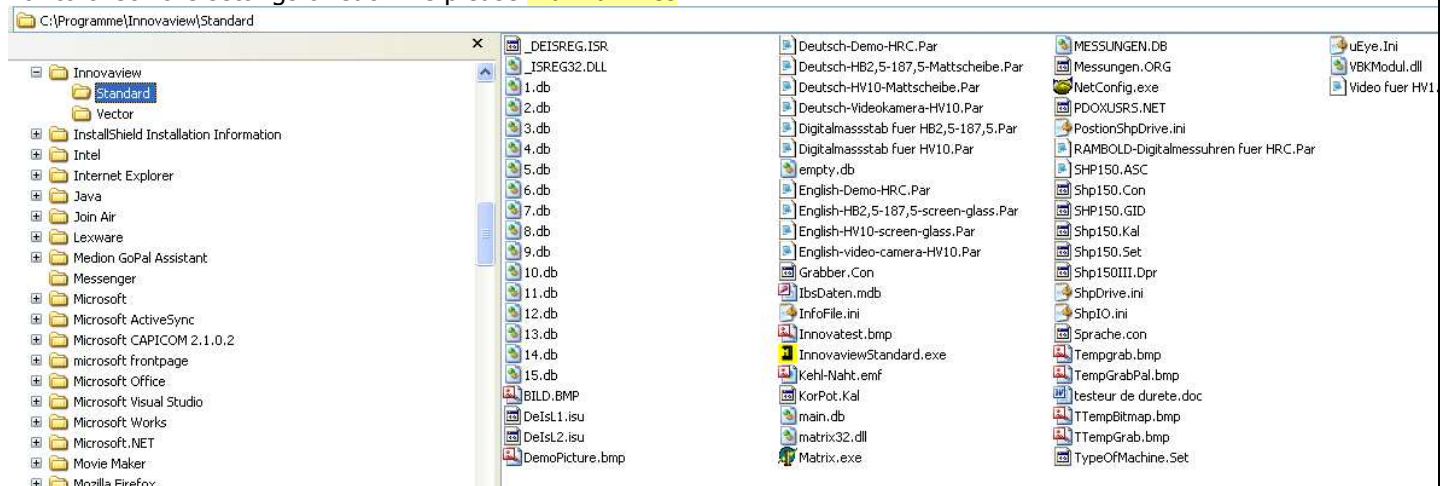 C:\Programme\Innovaview\Standard
Innovaview
Standard
Vector
InstallShield Installation Information
Intel
Internet Explorer
Java
Join Air
Lexware
Medion GoPal Assistant
Messenger
Microsoft
Microsoft ActiveSync
Microsoft CAPICOM 2.1.0.2
microsoft frontpage
Microsoft Office
Microsoft Visual Studio
Microsoft Works
Microsoft.NET
Movie Maker
Mozilla Firefox
_DEISREG.ISR
_ISREG32.DLL
1.db
2.db
3.db
4.db
5.db
6.db
7.db
8.db
9.db
10.db
11.db
12.db
13.db
14.db
15.db
BILD.BMP
DeIsL1.isu
DeIsL2.isu
DemoPicture.bmp
Deutsch-Demo-HRC.Par
Deutsch-HB2,5-187,5-Mattscheibe.Par
Deutsch-HV10-Mattscheibe.Par
Deutsch-Videokamera-HV10.Par
Digitalmassstab fuer HB2,5-187,5.Par
Digitalmassstab fuer HV10.Par
empty.db
English-Demo-HRC.Par
English-HB2,5-187,5-screen-glass.Par
English-HV10-screen-glass.Par
English-video-camera-HV10.Par
Grabber.Con
IbsDaten.mdb
InfoFile.ini
Innovatest.bmp
InnovaviewStandard.exe
Kehl-Naht.emf
KorPot.Kal
main.db
matrix32.dll
Matrix.exe
MESSUNGEN.DB
Messungen.ORG
NetConfig.exe
PDOXUSRS.NET
PostionShpDrive.ini
RAMBOLD-Digitalmessuhren fuer HRC.Par
SHP150.ASC
Shp150.Con
SHP150.GID
Shp150.Kal
Shp150.Set
Shp150III.Dpr
ShpDrive.ini
ShpIO.ini
Sprache.con
Tempgrab.bmp
TempGrabPal.bmp
testeur de durete.doc
TTempBitmap.bmp
TTempGrab.bmp
TypeOfMachine.Set
uEye.Ini
VBKModul.dll
Video fuer HV1